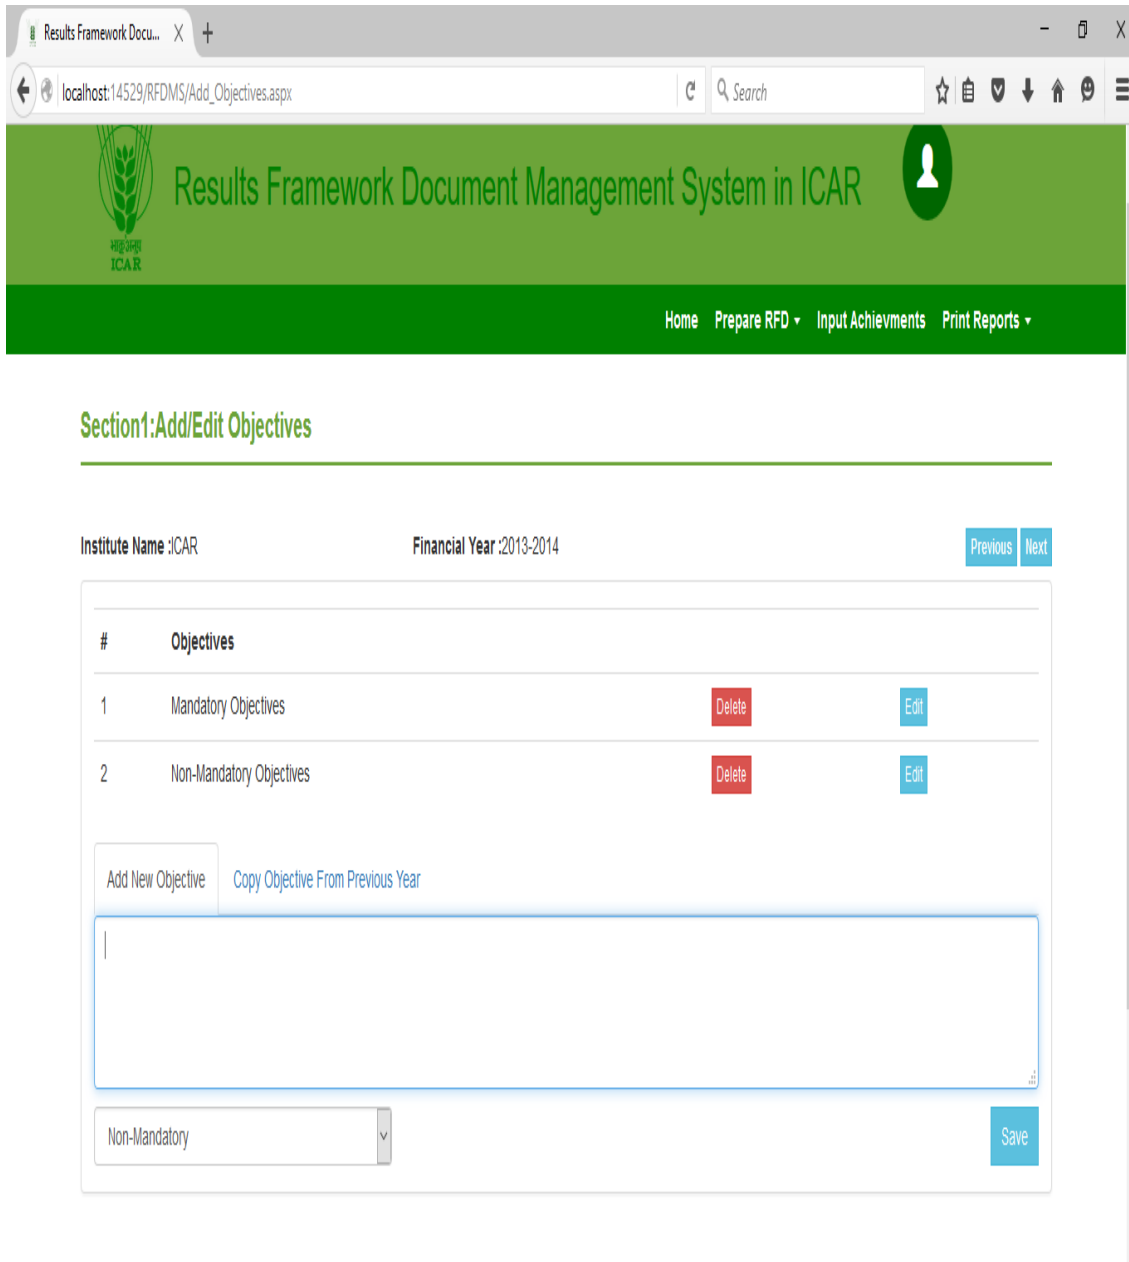 Results Framework Docu...
localhost:14529/RFDMS/Add_Objectives.aspx
Search
भाकृअनुप
ICAR
Results Framework Document Management System in ICAR
Home Prepare RFD Input Achievments Print Reports
Section1:Add/Edit Objectives
Institute Name :ICAR Financial Year :2013-2014 Previous Next
# Objectives
1 Mandatory Objectives Delete Edit
2 Non-Mandatory Objectives Delete Edit
Add New Objective Copy Objective From Previous Year
Non-Mandatory Save